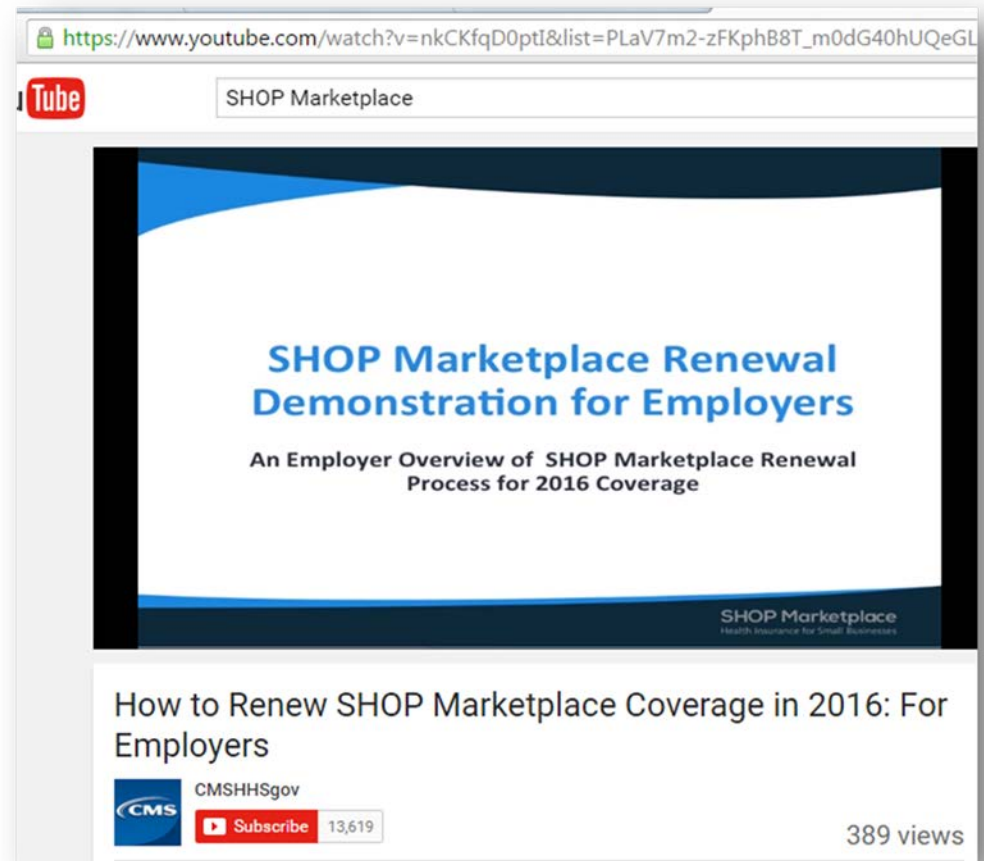 https://www.youtube.com/watch?v=nkCKfqD0ptI&list=PLaV7m2-zFKphB8T_m0dG40hUQeGL
Tube
SHOP Marketplace
SHOP Marketplace Renewal
Demonstration for Employers
An Employer Overview of SHOP Marketplace Renewal
Process for 2016 Coverage
SHOP Marketplace
Health Insurance for Small Businesses
How to Renew SHOP Marketplace Coverage in 2016: For
Employers
CMS
CMSHHSgov
Subscribe 13,619
389 views